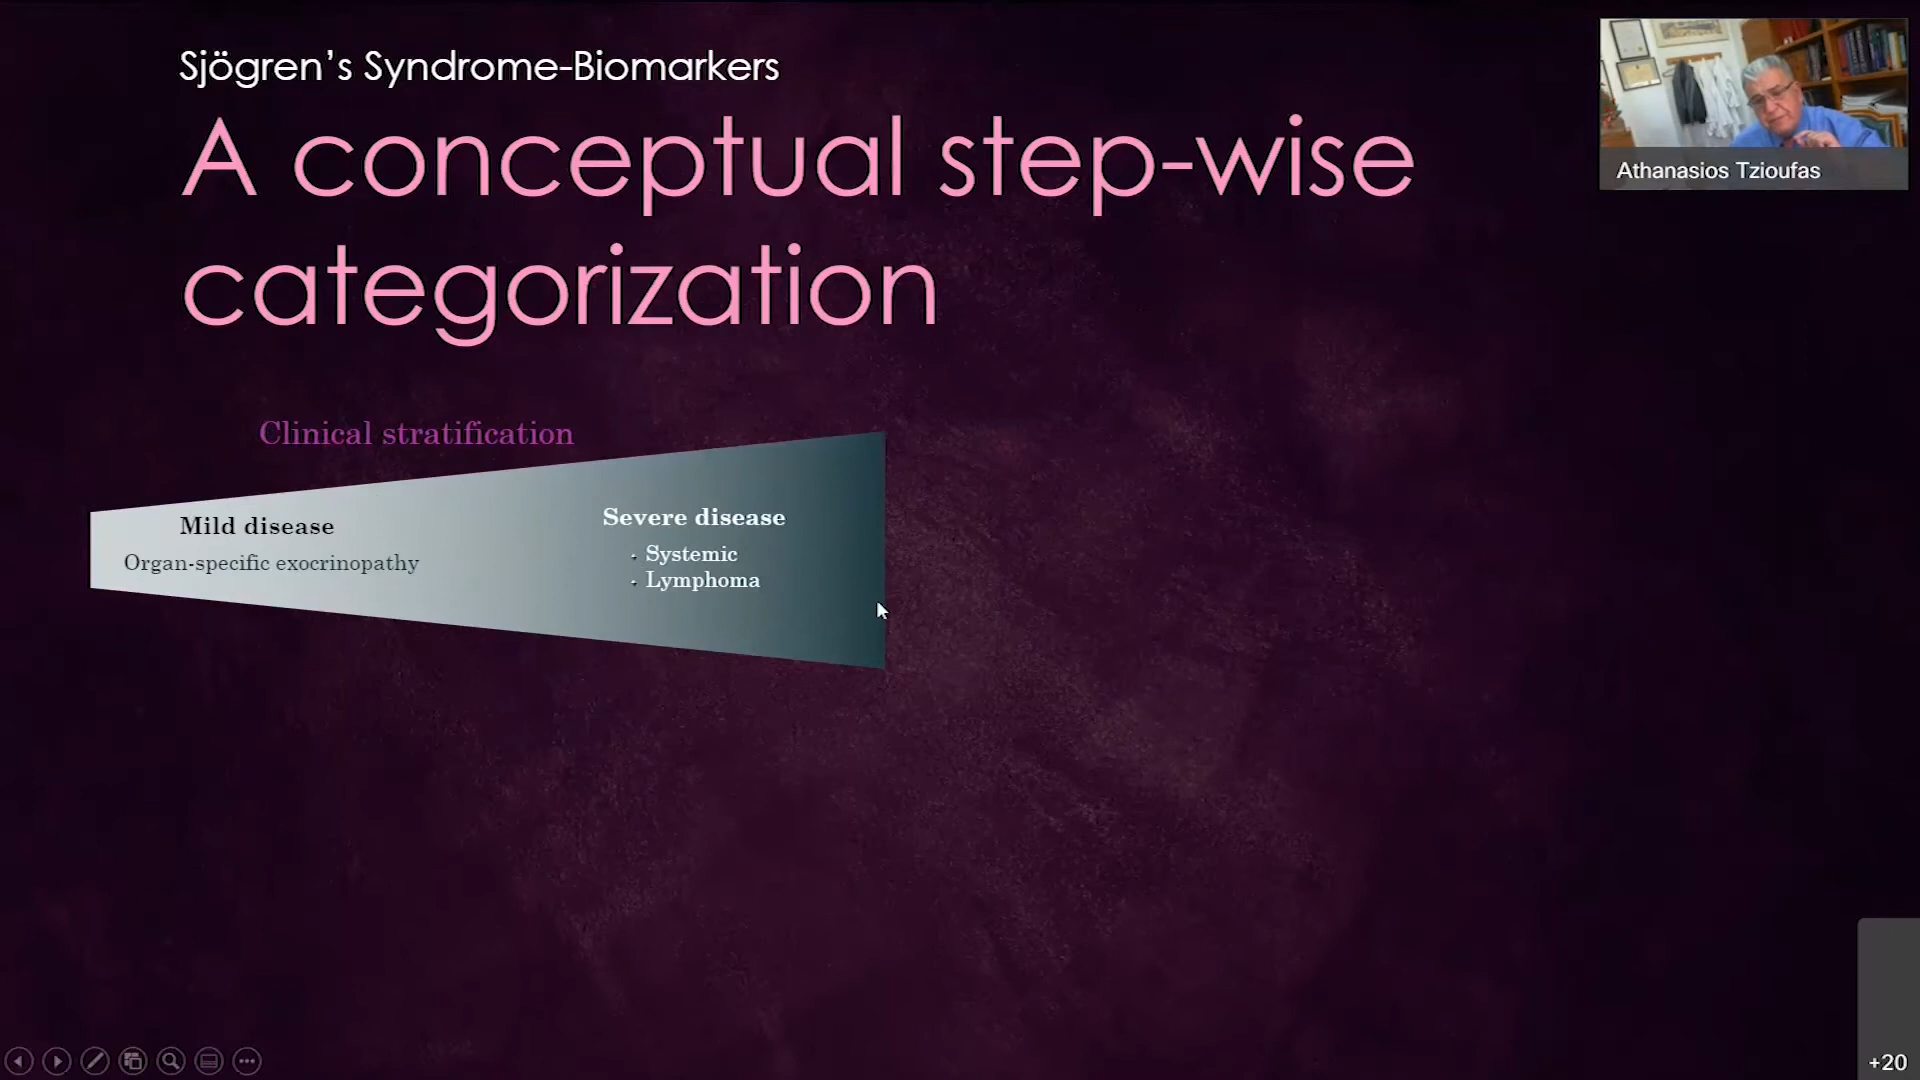 Sjögren's Syndrome-Biomarkers
A conceptual step-wise
categorization
Athanasios Tzioufas
Clinical stratification
Mild disease
Organ-specific exocrinopathy
Severe disease
· Systemic
· Lymphoma
+20